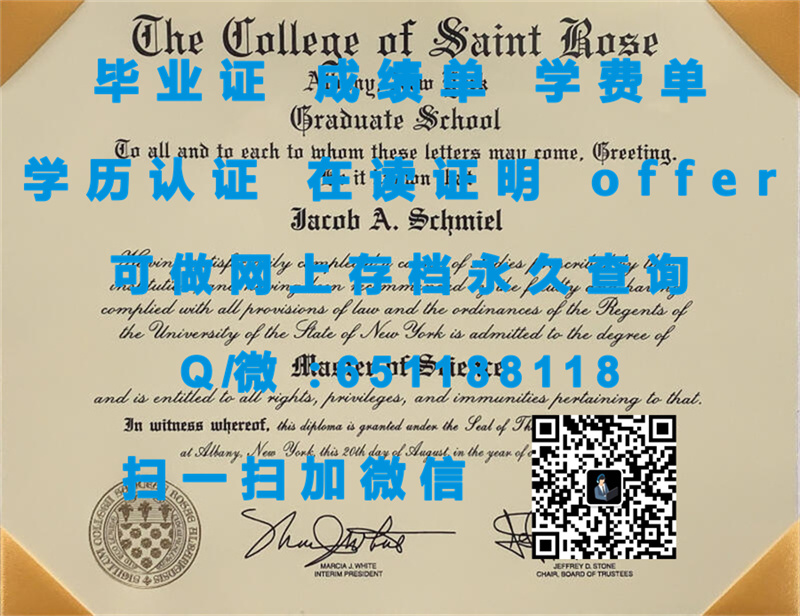 The College of Saint Rose
毕业证 成绩单 学费单
Graduate School
To all and to each to whom these letters may come, Greeting.
学历认证 在读证明 offer
Jacob A. Schmiel
可做网上存档永久查询
complied with all provisions of law and the ordinances of the Regents of
the University of the State of New York is admitted to the degree of
Master of Science
Q/微:651188118
and is entitled to all rights, privileges, and immunities pertaining to that.
In witness whereof, this diploma is granted under the Seal of
at Albany, New York, this 20th day of August, in the year of
扫一扫加微信
MARCIA J. WHITE
INTERIM PRESIDENT
JEFFREY D. STONE
CHAIR, BOARD OF TRUSTEES